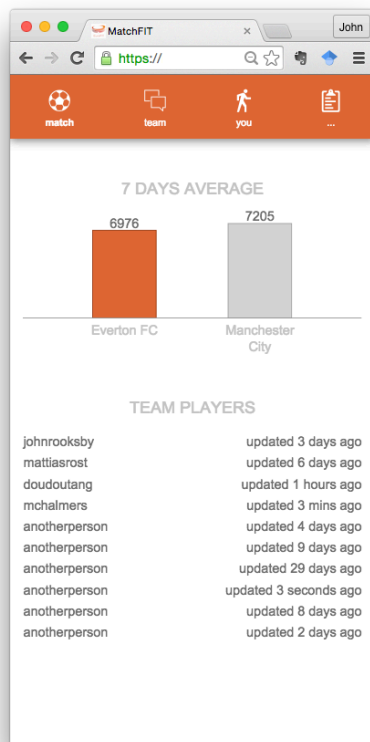 MatchFIT
John
https://
match
team
you
...
7 DAYS AVERAGE
6976
7205
Everton FC
Manchester
City
TEAM PLAYERS
johnrooksby updated 3 days ago
mattiasrost updated 6 days ago
doudoutang updated 1 hours ago
mchalmers updated 3 mins ago
anotherperson updated 4 days ago
anotherperson updated 9 days ago
anotherperson updated 29 days ago
anotherperson updated 3 seconds ago
anotherperson updated 8 days ago
anotherperson updated 2 days ago